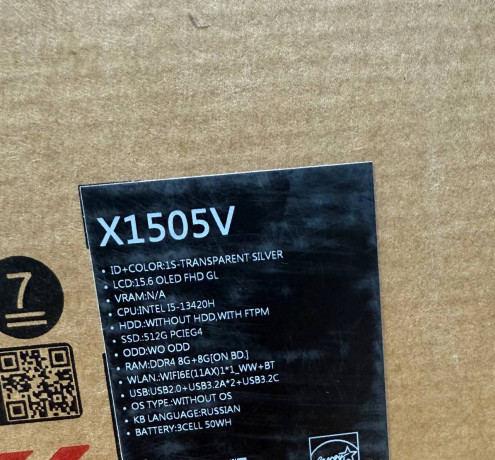 X1505V
• ID+COLOR:1S-TRANSPARENT SILVER
• LCD:15.6 OLED FHD GL
• VRAM:N/A
• CPU:INTEL I5-13420H
• HDD:WITHOUT HDD,WITH FTPM
• SSD:512G PCIEG4
• ODD:WO ODD
• RAM:DDR4 8G+8G[ON BD.]
• WLAN:WIFI6E(11AX)1*1_WW+BT
• USB:USB2.0+USB3.2A*2+USB3.2C
• OS TYPE:WITHOUT OS
• KB LANGUAGE:RUSSIAN
• BATTERY:3CELL 50WH
7